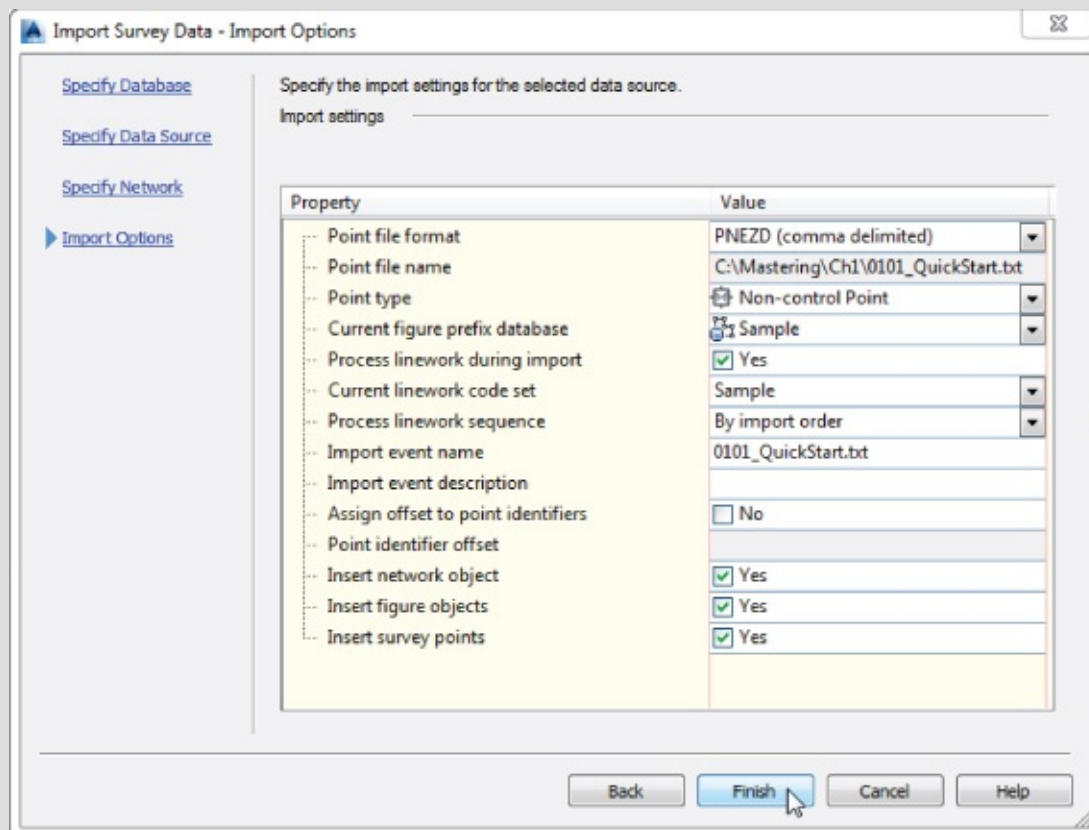 Import Survey Data - Import Options
Specify Database
Specify Data Source
Specify Network
Import Options
Specify the import settings for the selected data source.
Import settings
Property Value
Point file format PNEZD (comma delimited)
Point file name C:\Mastering\Ch1\0101_QuickStart.txt
Point type Non-control Point
Current figure prefix database Sample
Process linework during import Yes
Current linework code set Sample
Process linework sequence By import order
Import event name 0101_QuickStart.txt
Import event description
Assign offset to point identifiers No
Point identifier offset
Insert network object Yes
Insert figure objects Yes
Insert survey points Yes
Back Finish Cancel Help